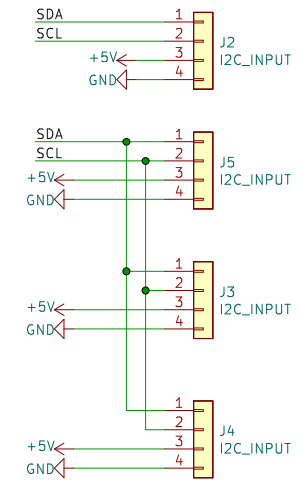 SDA 1 J2
SCL 2 I2C_INPUT
+5V 3
GND 4
SDA 1 J5
SCL 2 I2C_INPUT
+5V 3
GND 4
1 J3
2 I2C_INPUT
+5V 3
GND 4
1 J4
2 I2C_INPUT
+5V 3
GND 4